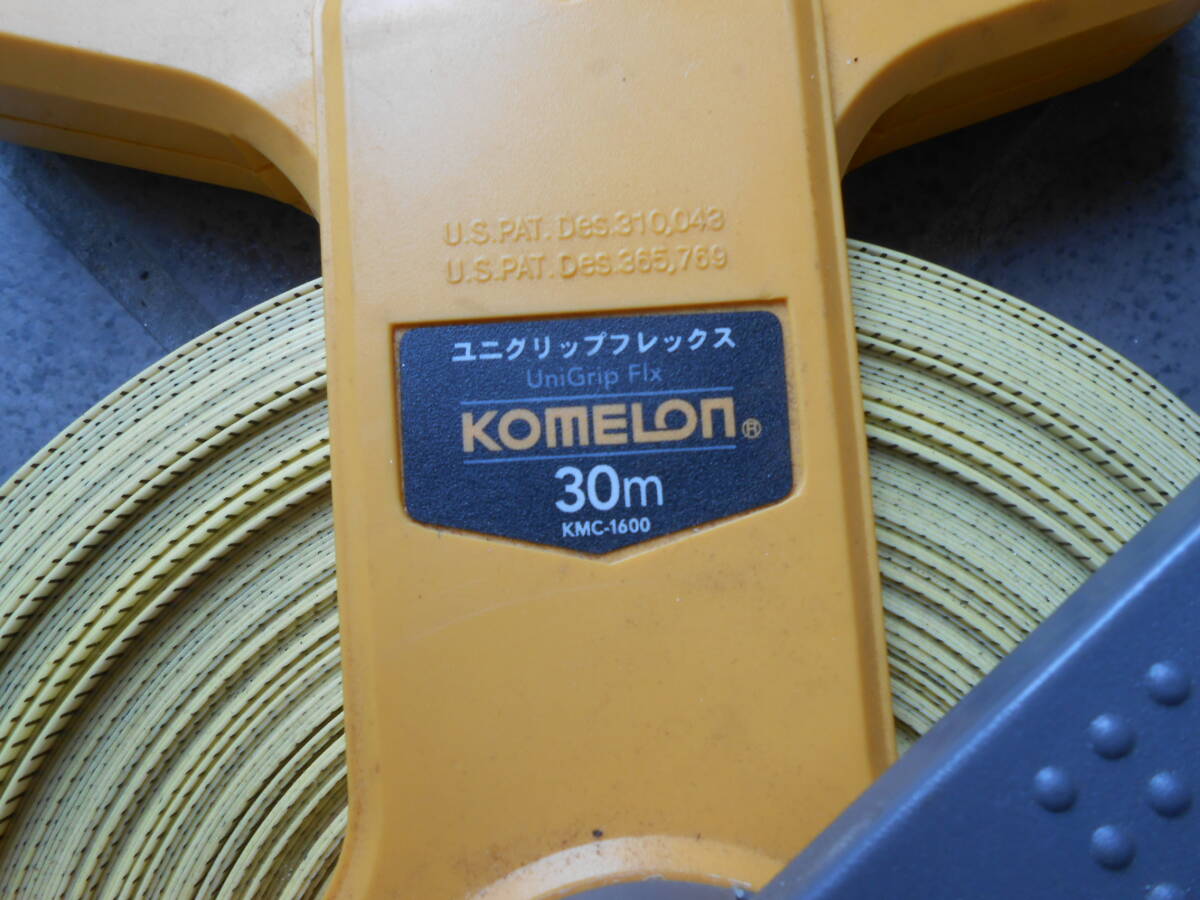 U.S.PAT. Des.310,043
U.S.PAT. Des.365,769
ユニグリップフレックス
UniGrip Flx
KOMELON®
30m
KMC-1600